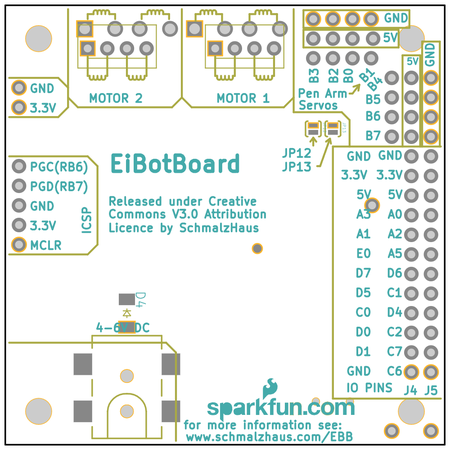 GND
5V
GND
5V
B3 B2 B0 B1
B4
B5
B6
B7
Pen Arm
Servos
GND
3.3V
MOTOR 2
MOTOR 1
JP12
JP13
EiBotBoard
Released under Creative
Commons V3.0 Attribution
Licence by SchmalzHaus
PGC(RB6)
PGD(RB7)
GND
3.3V
MCLR
ICSP
GND GND
3.3V 3.3V
5V 5V
A3 A0
A1 A2
E0 A5
D7 D6
D5 C1
C0 D4
D0 C2
D1 C7
GND C6
IO PINS J4 J5
D4
DC
sparkfun.com
for more information see:
www.schmalzhaus.com/EBB